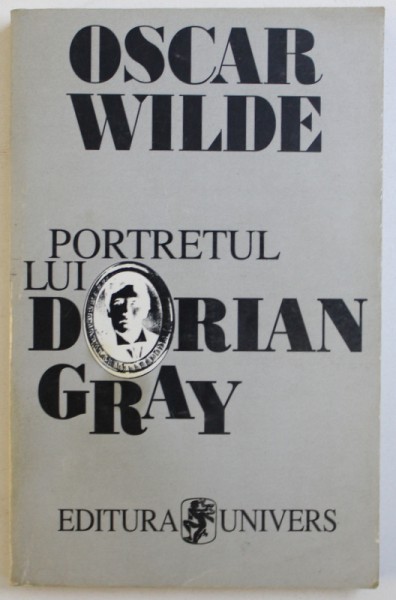 OSCAR
WILDE
PORTRETUL
LUI
DORIAN
GRAY
EDITURA UNIVERS